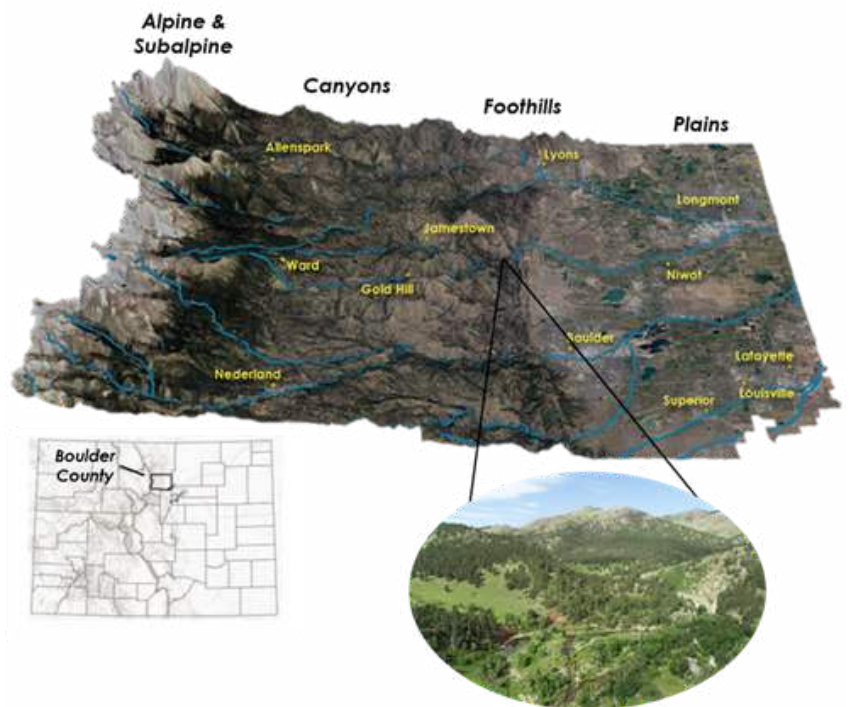 Alpine &
Subalpine
Canyons
Foothills
Plains
Allenspark
Lyons
Longmont
Jamestown
Ward
Niwot
Gold Hill
Boulder
Lafayette
Nederland
Louisville
Superior
Boulder
County